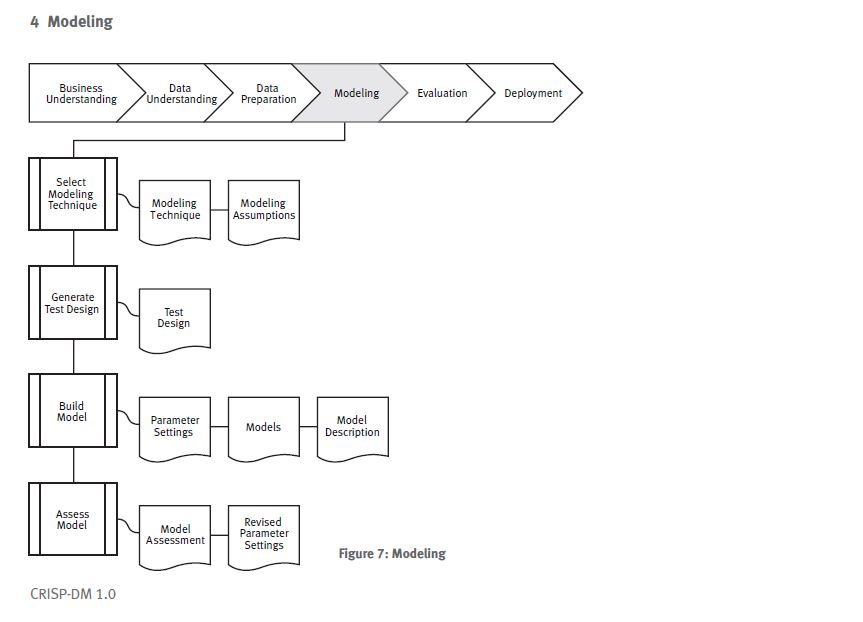 4 Modeling
Business
Understanding
Data
Understanding
Data
Preparation
Modeling
Evaluation
Deployment
Select
Modeling
Technique
Modeling
Technique
Modeling
Assumptions
Generate
Test Design
Test
Design
Build
Model
Parameter
Settings
Models
Model
Description
Assess
Model
Model
Assessment
Revised
Parameter
Settings
Figure 7: Modeling
CRISP-DM 1.0